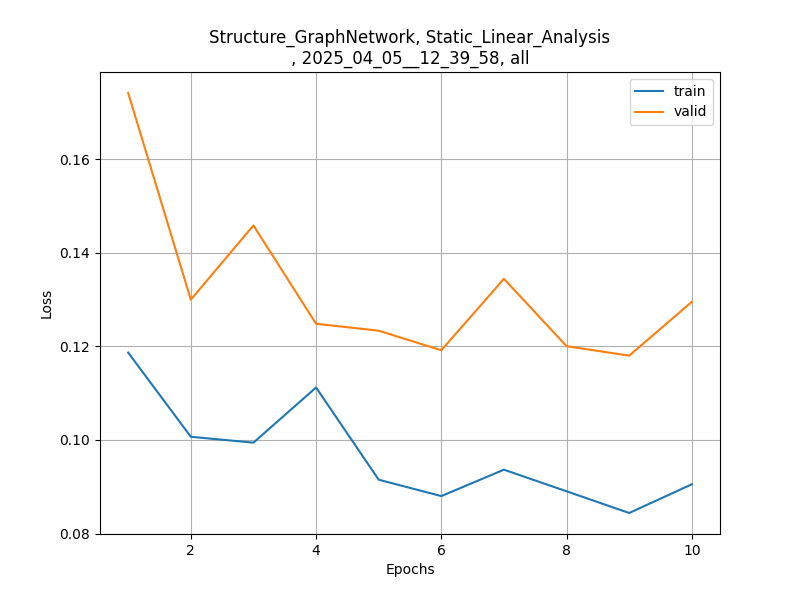 Structure_GraphNetwork, Static_Linear_Analysis
, 2025_04_05__12_39_58, all
train
valid
0.16
0.14
0.12
0.10
0.08
Loss
2
4
6
8
10
Epochs